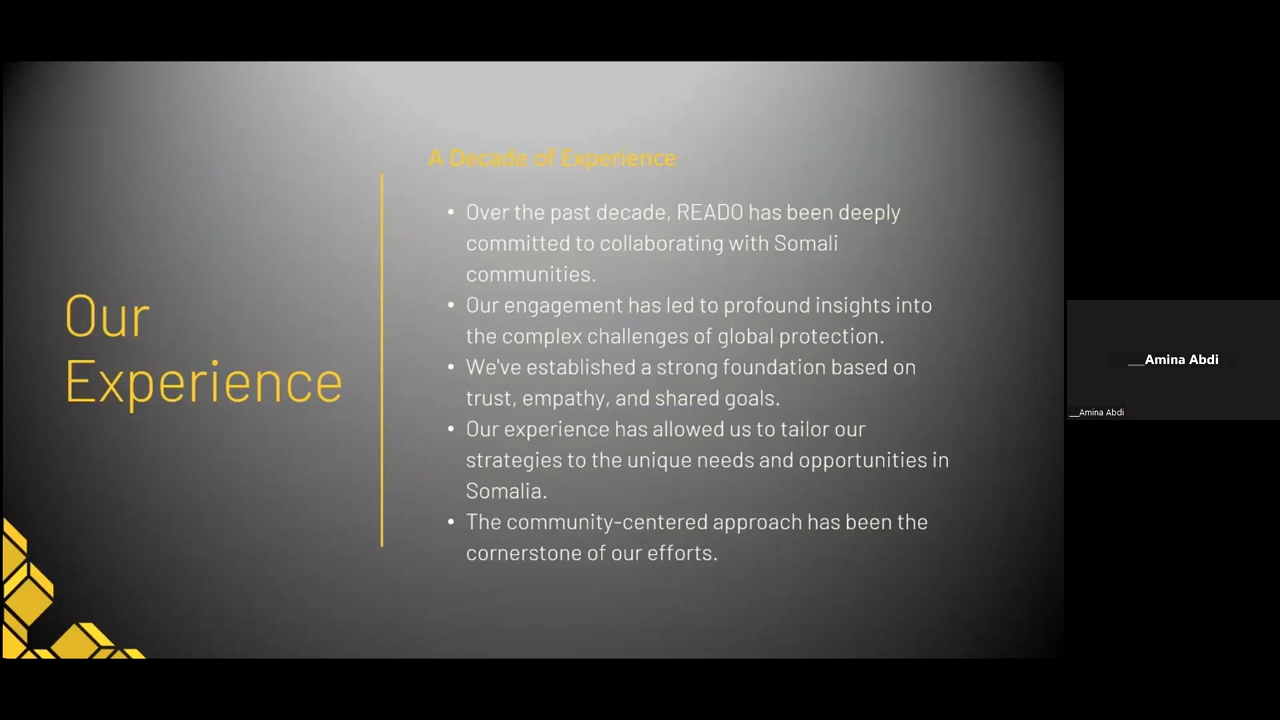 Our
Experience
A Decade of Experience
• Over the past decade, READO has been deeply
committed to collaborating with Somali
communities.
• Our engagement has led to profound insights into
the complex challenges of global protection.
• We've established a strong foundation based on
trust, empathy, and shared goals.
• Our experience has allowed us to tailor our
strategies to the unique needs and opportunities in
Somalia.
• The community-centered approach has been the
cornerstone of our efforts.
__Amina Abdi
__Amina Abdi